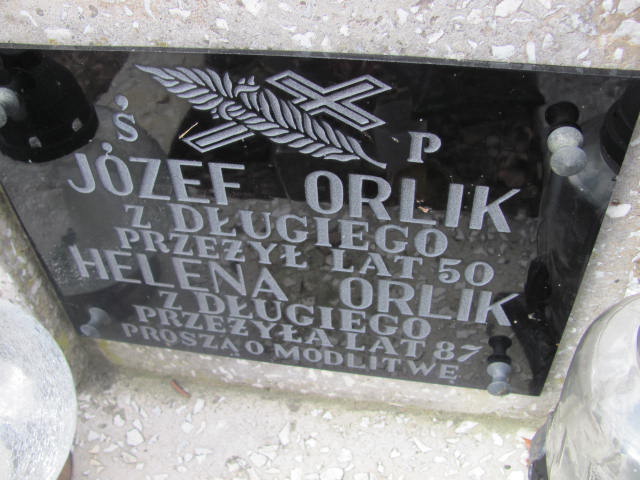 Ś P
JÓZEF ORLIK
Z DŁUGIEGO
PRZEŻYŁ LAT 50
HELENA ORLIK
Z DŁUGIEGO
PRZEŻYŁA LAT 87
PROSZĄ O MODLITWĘ